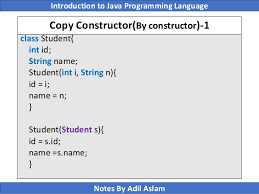 Introduction to Java Programming Language
Copy Constructor(By constructor)-1
class Student{
int id;
String name;
Student(int i, String n){
id = i;
name = n;
}
Student(Student s){
id = s.id;
name =s.name;
}
Notes By Adil Aslam